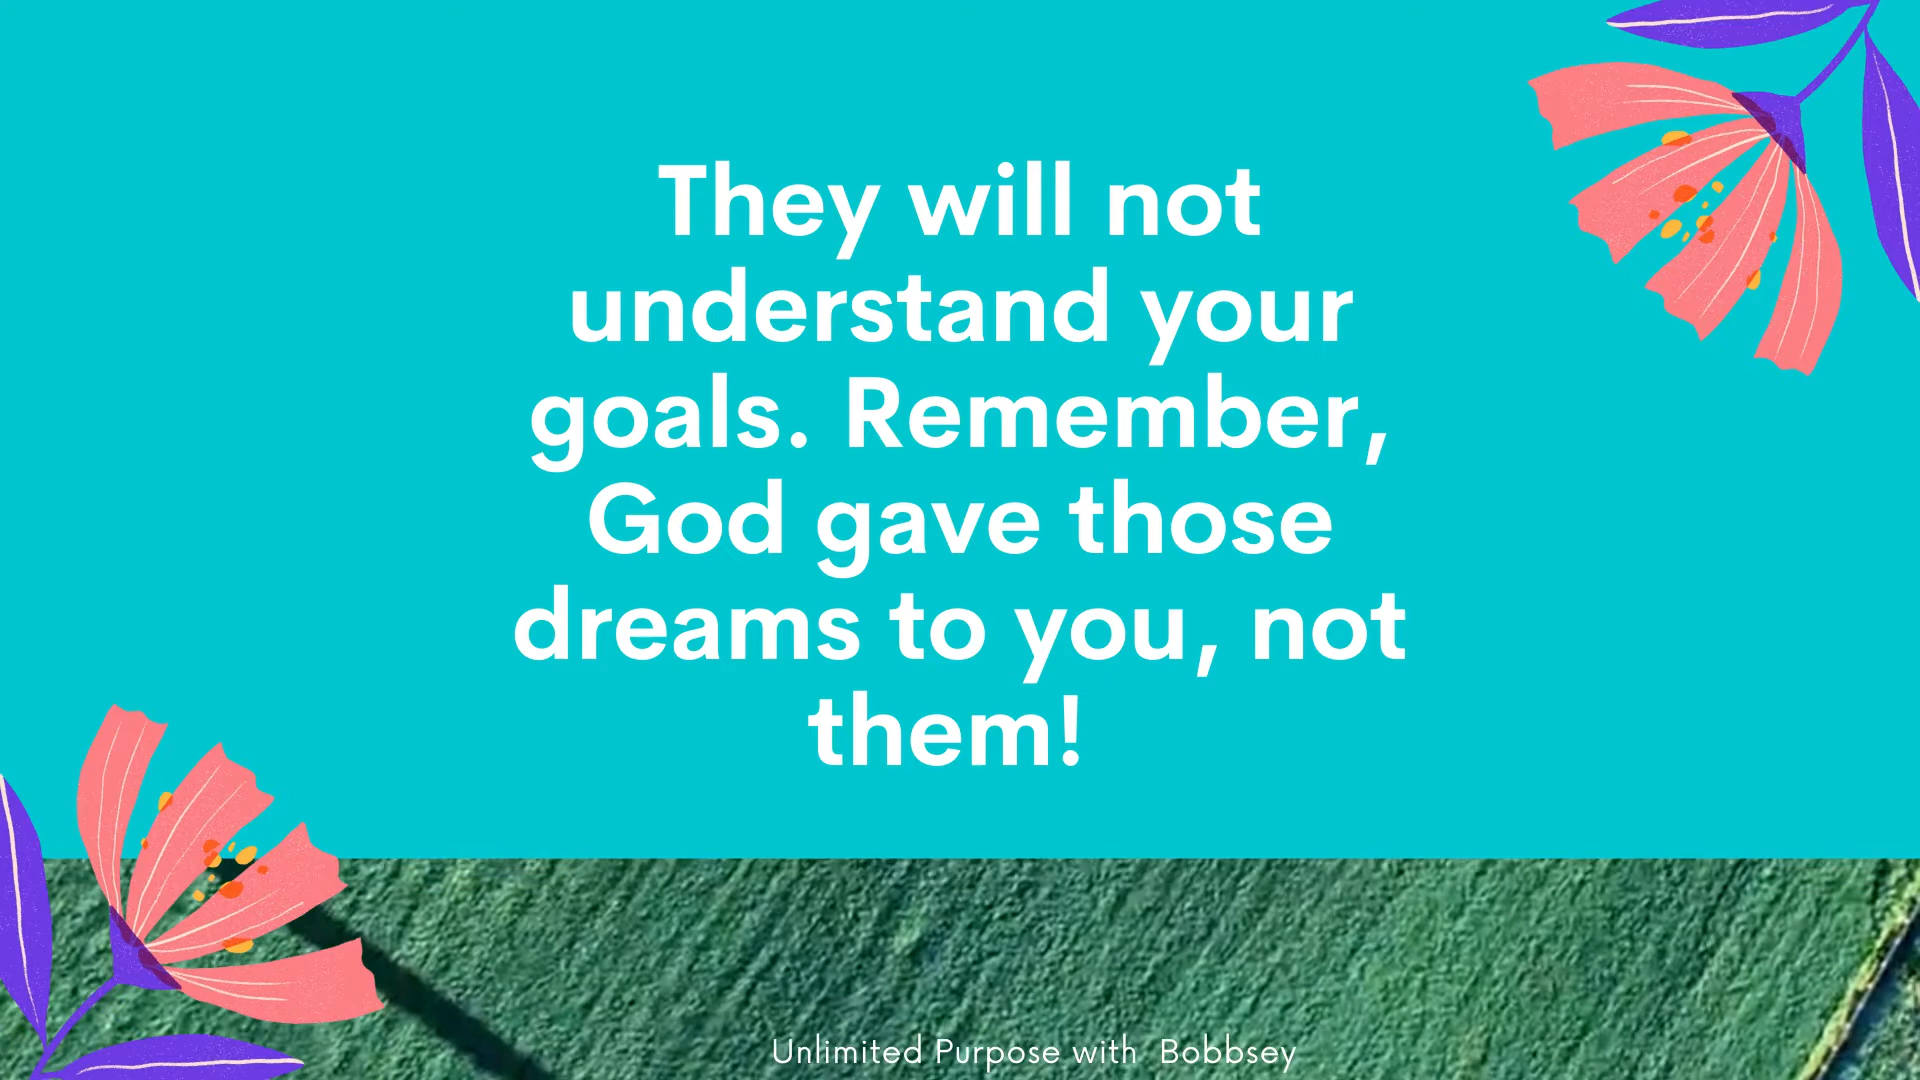 They will not
understand your
goals. Remember,
God gave those
dreams to you, not
them!
Unlimited Purpose with Bobbsey